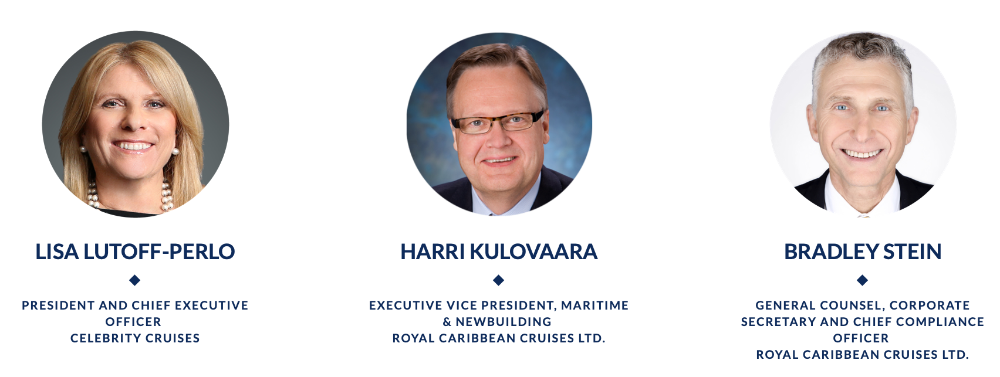 LISA LUTOFF-PERLO
PRESIDENT AND CHIEF EXECUTIVE
OFFICER
CELEBRITY CRUISES
HARRI KULOVAARA
EXECUTIVE VICE PRESIDENT, MARITIME
& NEWBUILDING
ROYAL CARIBBEAN CRUISES LTD.
BRADLEY STEIN
GENERAL COUNSEL, CORPORATE
SECRETARY AND CHIEF COMPLIANCE
OFFICER
ROYAL CARIBBEAN CRUISES LTD.